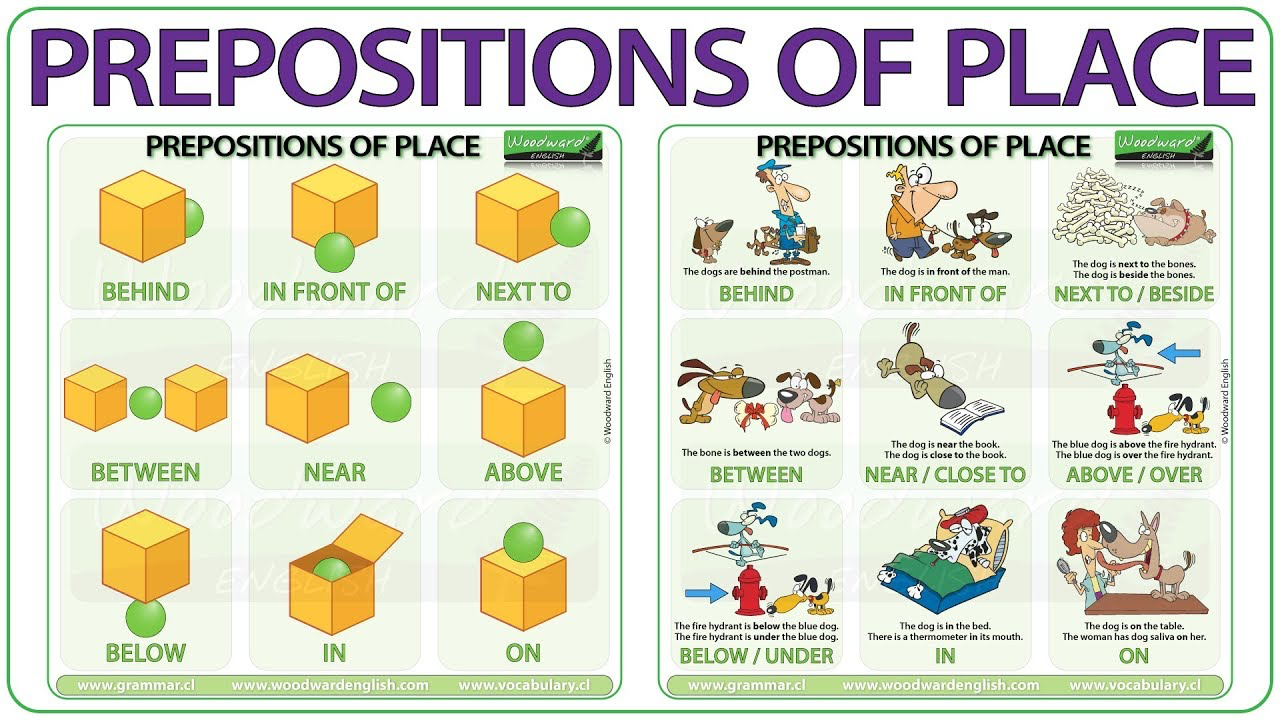 PREPOSITIONS OF PLACE
PREPOSITIONS OF PLACE
Woodward®
ENGLISH
BEHIND
IN FRONT OF
NEXT TO
BETWEEN
NEAR
ABOVE
BELOW
IN
ON
© Woodward English
www.grammar.cl
www.woodwardenglish.com
www.vocabulary.cl
PREPOSITIONS OF PLACE
Woodward®
ENGLISH
The dogs are behind the postman.
BEHIND
The dog is in front of the man.
IN FRONT OF
zzzzzz
The dog is next to the bones.
The dog is beside the bones.
NEXT TO / BESIDE
The bone is between the two dogs.
BETWEEN
The dog is near the book.
The dog is close to the book.
NEAR / CLOSE TO
The blue dog is above the fire hydrant.
The blue dog is over the fire hydrant.
ABOVE / OVER
The fire hydrant is below the blue dog.
The fire hydrant is under the blue dog.
BELOW / UNDER
The dog is in the bed.
There is a thermometer in its mouth.
IN
The dog is on the table.
The woman has dog saliva on her.
ON
© Woodward English
www.grammar.cl
www.woodwardenglish.com
www.vocabulary.cl
Woodward
ENGLISH
Woodward
ENGLISH